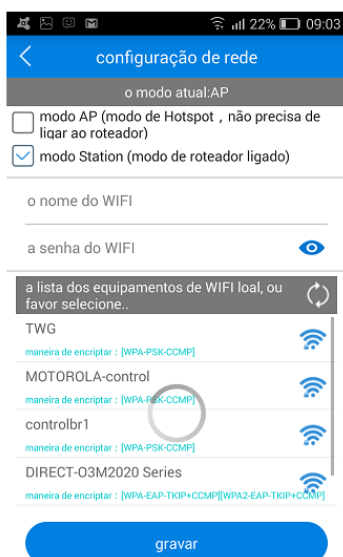 22% 09:03
configuração de rede
o modo atual:AP
modo AP (modo de Hotspot , não precisa de
ligar ao roteador)
modo Station (modo de roteador ligado)
o nome do WIFI
a senha do WIFI
a lista dos equipamentos de WIFI loal, ou
favor selecione..
TWG
maneira de encriptar : [WPA-PSK-CCMP]
MOTOROLA-control
maneira de encriptar : [WPA-PSK-CCMP]
controlbr1
maneira de encriptar : [WPA-PSK-CCMP]
DIRECT-O3M2020 Series
maneira de encriptar : [WPA-EAP-TKIP+CCMP][WPA2-EAP-TKIP+CCMP]
gravar